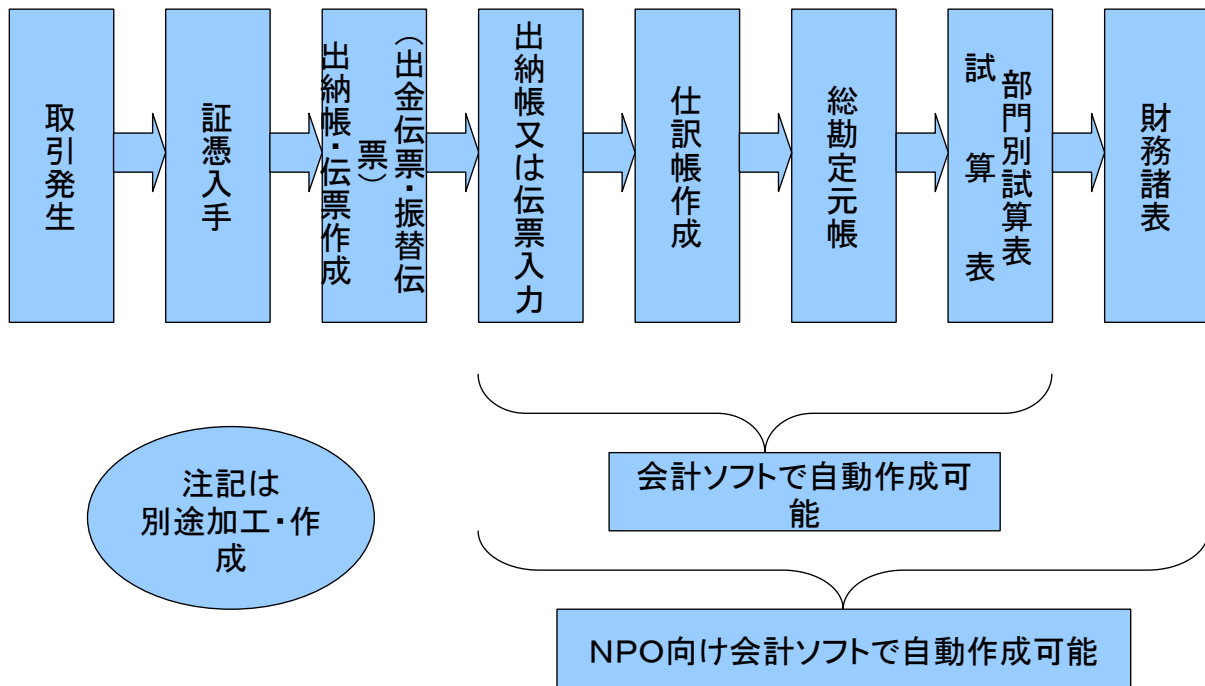 取引発生
証憑入手
出納帳・伝票作成
（出金伝票・振替伝
票）
出納帳又は伝票入力
仕訳帳作成
総勘定元帳
試算表
部門別試算表
財務諸表
注記は
別途加工・作
成
会計ソフトで自動作成可
能
ＮＰＯ向け会計ソフトで自動作成可能